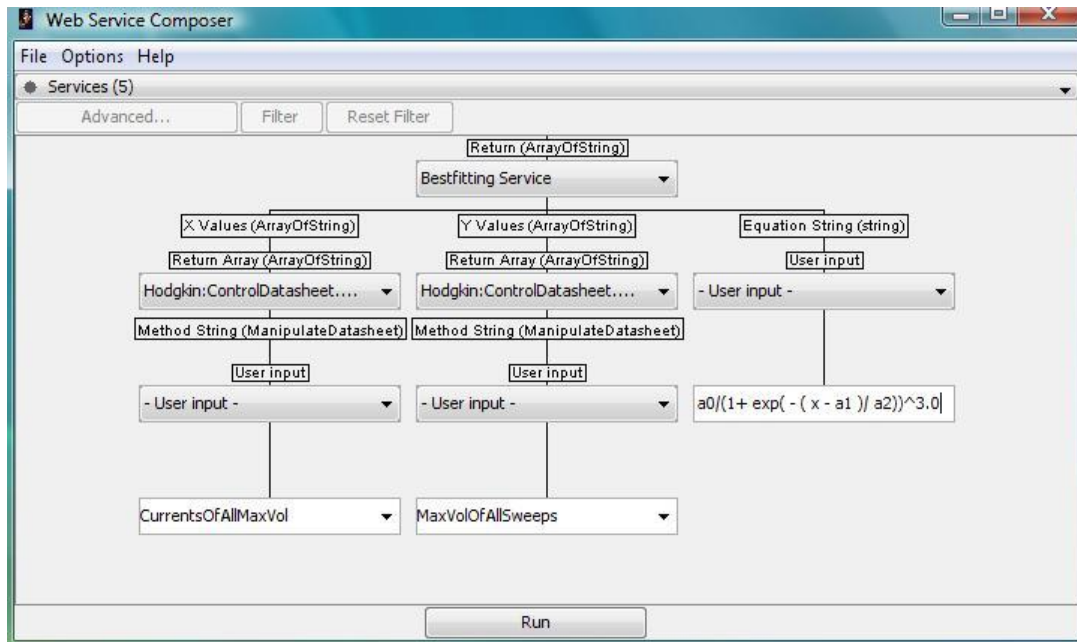 Web Service Composer
File Options Help
Services (5)
Advanced... Filter Reset Filter
Return (ArrayOfString)
Bestfitting Service
X Values (ArrayOfString) Y Values (ArrayOfString) Equation String (string)
Return Array (ArrayOfString) Return Array (ArrayOfString) User input
Hodgkin:ControlDatasheet.... Hodgkin:ControlDatasheet.... - User input -
Method String (ManipulateDatasheet) Method String (ManipulateDatasheet)
User input User input
- User input - - User input - a0/(1+ exp( - ( x - a1 )/ a2))^3.0
CurrentsOfAllMaxVol MaxVolOfAllSweeps
Run